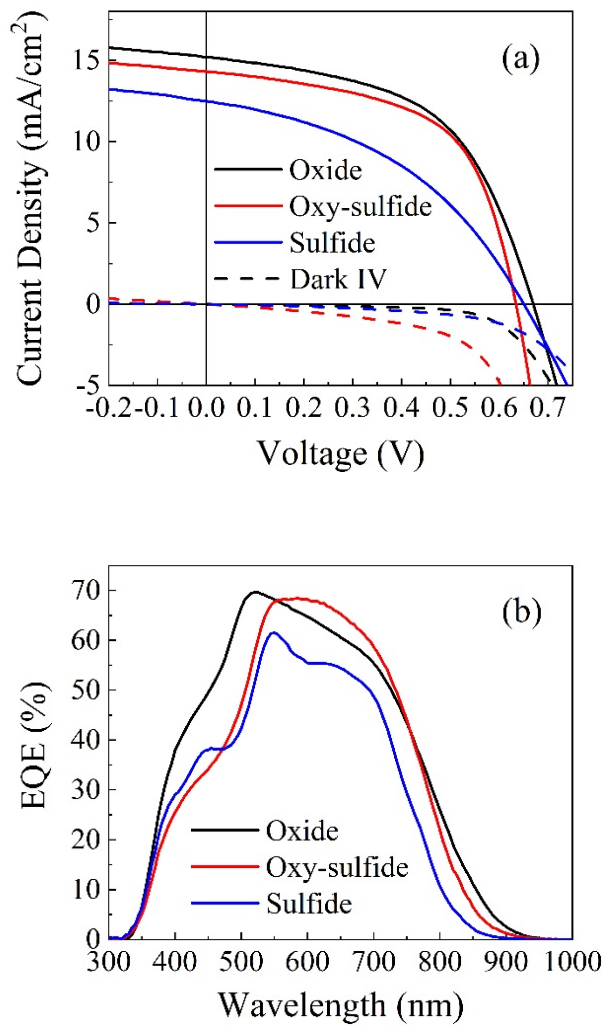 (a)
Current Density (mA/cm²)
15
10
5
0
-5
Oxide
Oxy-sulfide
Sulfide
Dark IV
-0.2 -0.1 0.0 0.1 0.2 0.3 0.4 0.5 0.6 0.7
Voltage (V)
(b)
EQE (%)
70
60
50
40
30
20
10
0
Oxide
Oxy-sulfide
Sulfide
300 400 500 600 700 800 900 1000
Wavelength (nm)